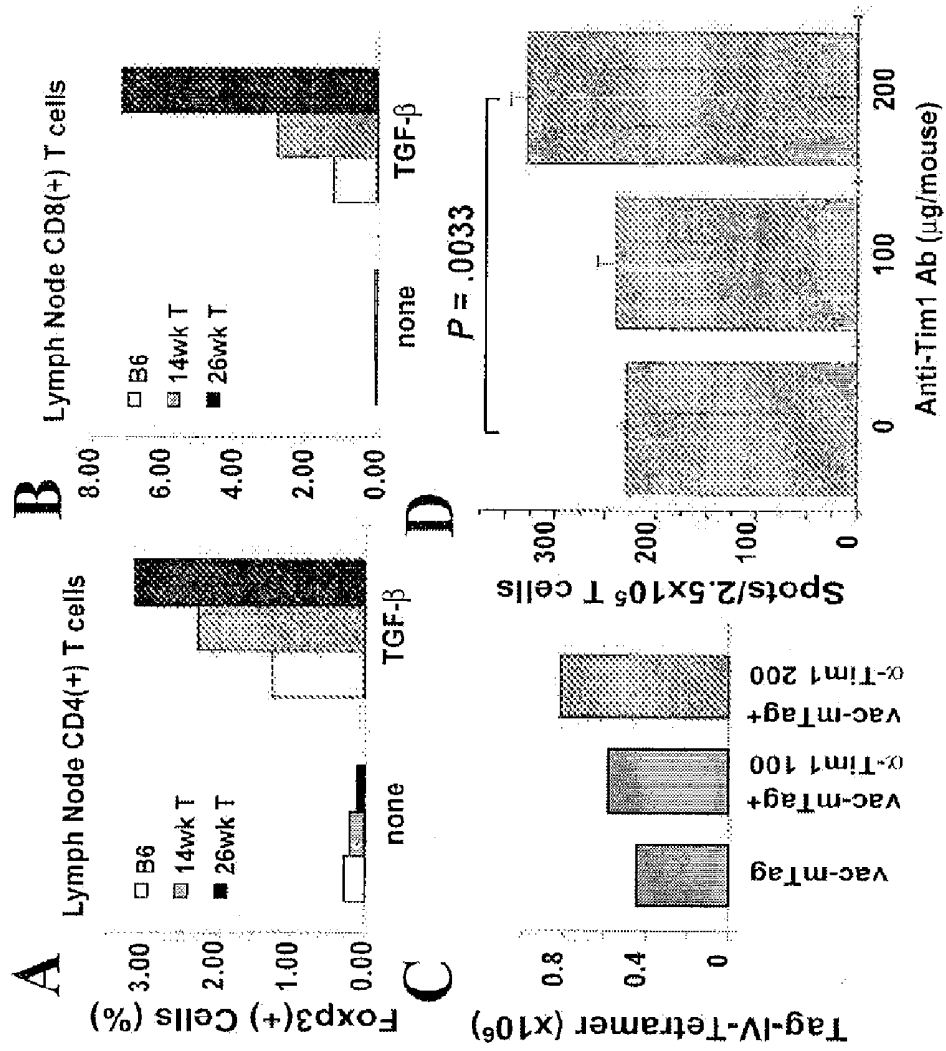 A
Lymph Node CD4(+) T cells
Foxp3(+) Cells (%)
3.00
2.00
1.00
0.00
B6
14wk T
26wk T
none
TGF-β
B
Lymph Node CD8(+) T cells
8.00
6.00
4.00
2.00
0.00
B6
14wk T
26wk T
none
TGF-β
C
Tag-IV-Tetramer (x10⁶)
0.8
0.4
0
vac-mTag
vac-mTag+
α-Tim1 100
vac-mTag+
α-Tim1 200
D
Spots/2.5x10⁵ T cells
300
200
100
0
P = .0033
0
100
200
Anti-Tim1 Ab (µg/mouse)